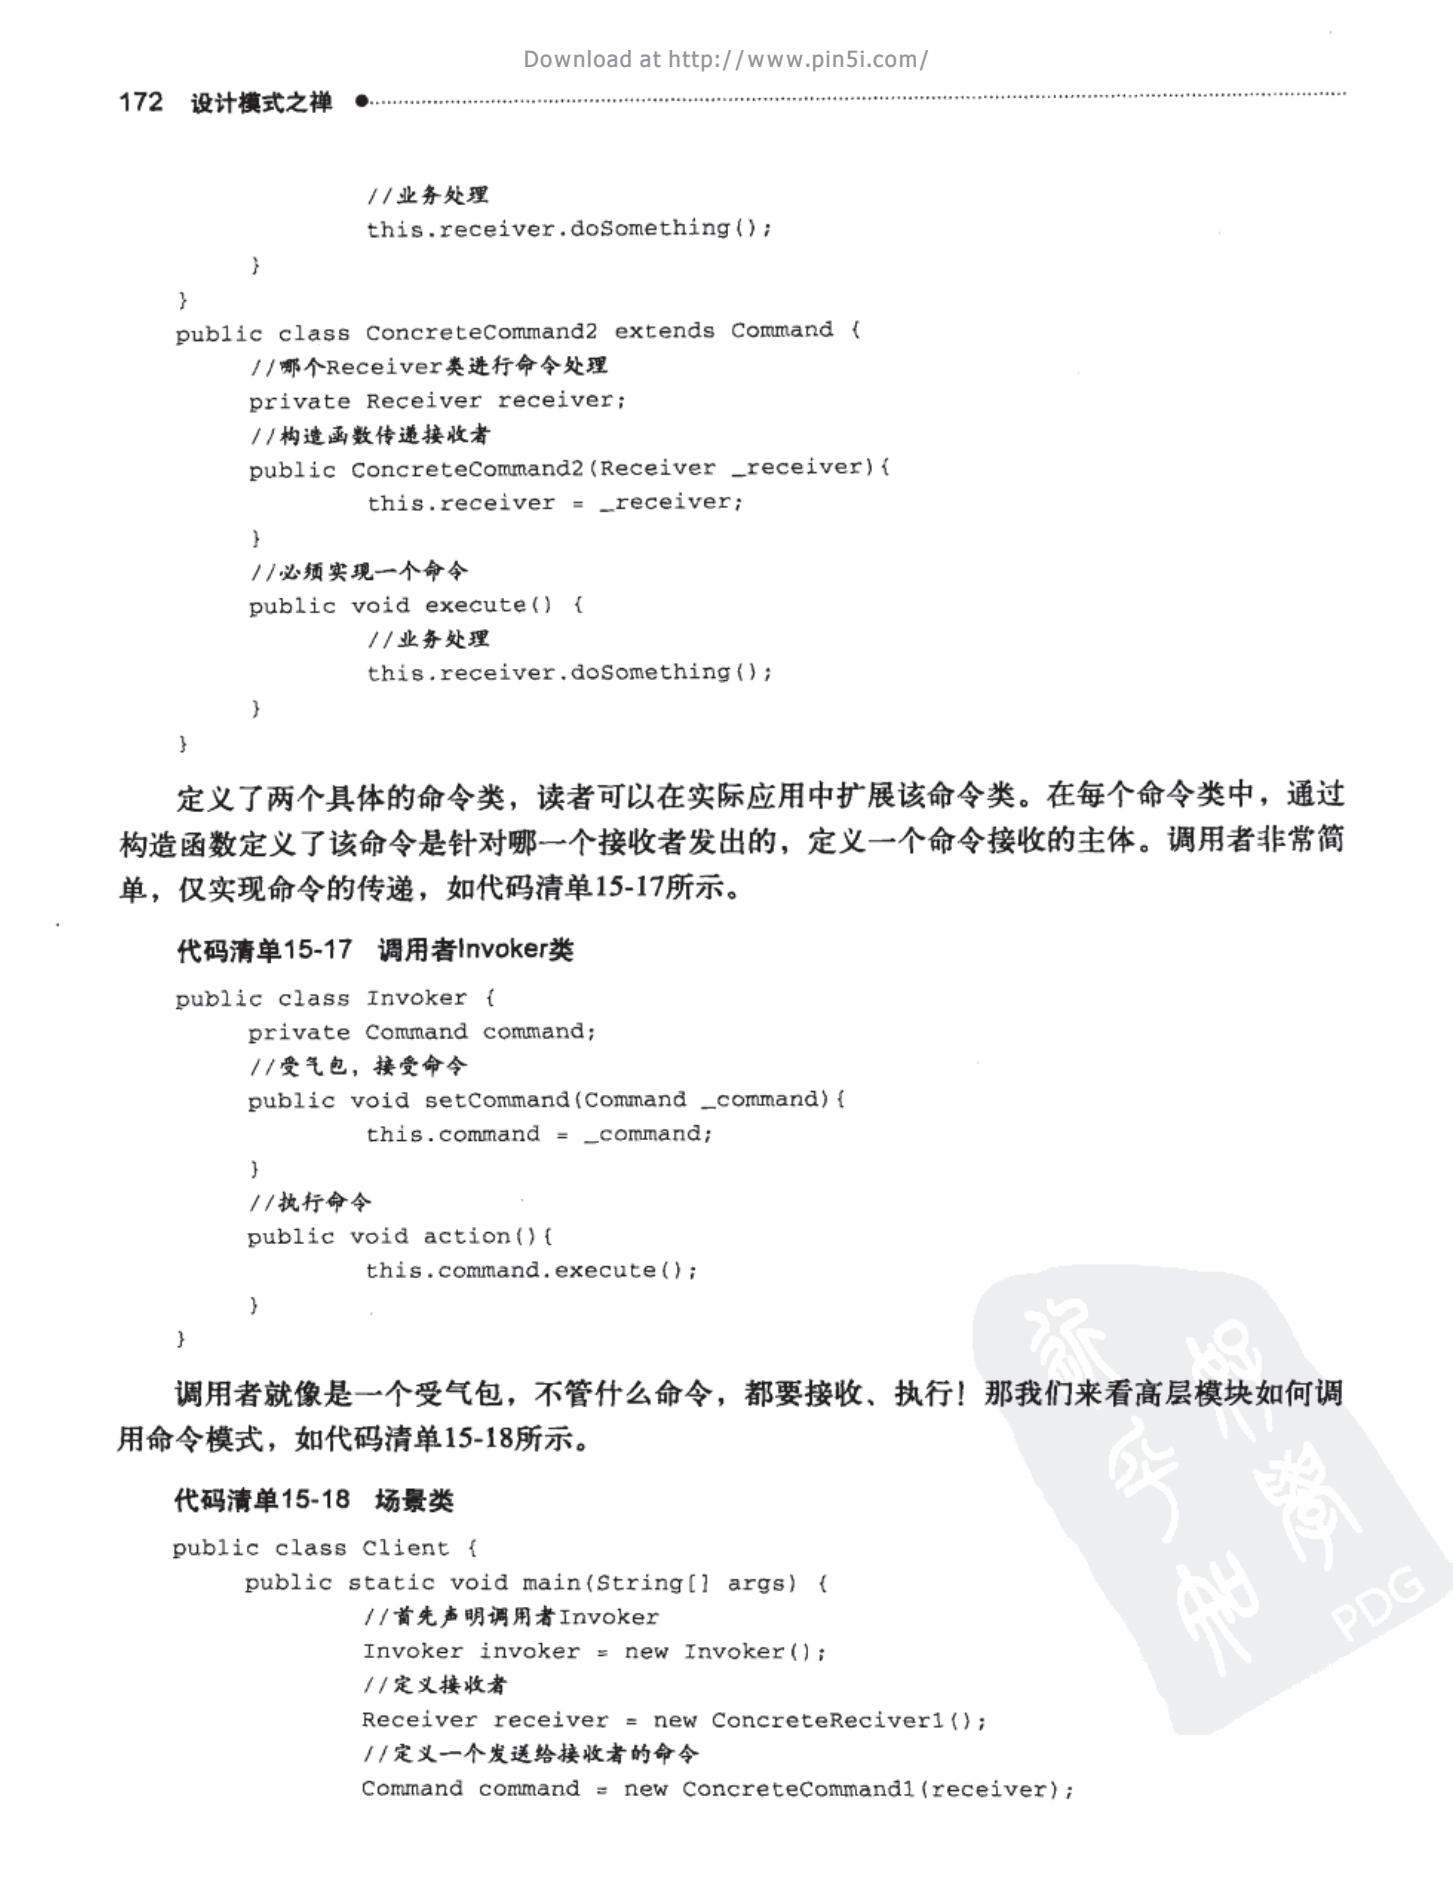 Download at http://www.pin5i.com/
172 设计模式之禅
//业务处理
this.receiver.doSomething();
}
}
public class ConcreteCommand2 extends Command {
//哪个Receiver类进行命令处理
private Receiver receiver;
//构造函数传递接收者
public ConcreteCommand2(Receiver _receiver){
this.receiver = _receiver;
}
//必须实现一个命令
public void execute() {
//业务处理
this.receiver.doSomething();
}
}
定义了两个具体的命令类，读者可以在实际应用中扩展该命令类。在每个命令类中，通过
构造函数定义了该命令是针对哪一个接收者发出的，定义一个命令接收的主体。调用者非常简
单，仅实现命令的传递，如代码清单15-17所示。
代码清单15-17 调用者Invoker类
public class Invoker {
private Command command;
//受气包，接受命令
public void setCommand(Command _command){
this.command = _command;
}
//执行命令
public void action(){
this.command.execute();
}
}
调用者就像是一个受气包，不管什么命令，都要接收、执行！那我们来看高层模块如何调
用命令模式，如代码清单15-18所示。
代码清单15-18 场景类
public class Client {
public static void main(String[] args) {
//首先声明调用者Invoker
Invoker invoker = new Invoker();
//定义接收者
Receiver receiver = new ConcreteReciver1();
//定义一个发送给接收者的命令
Command command = new ConcreteCommand1(receiver);
PDG